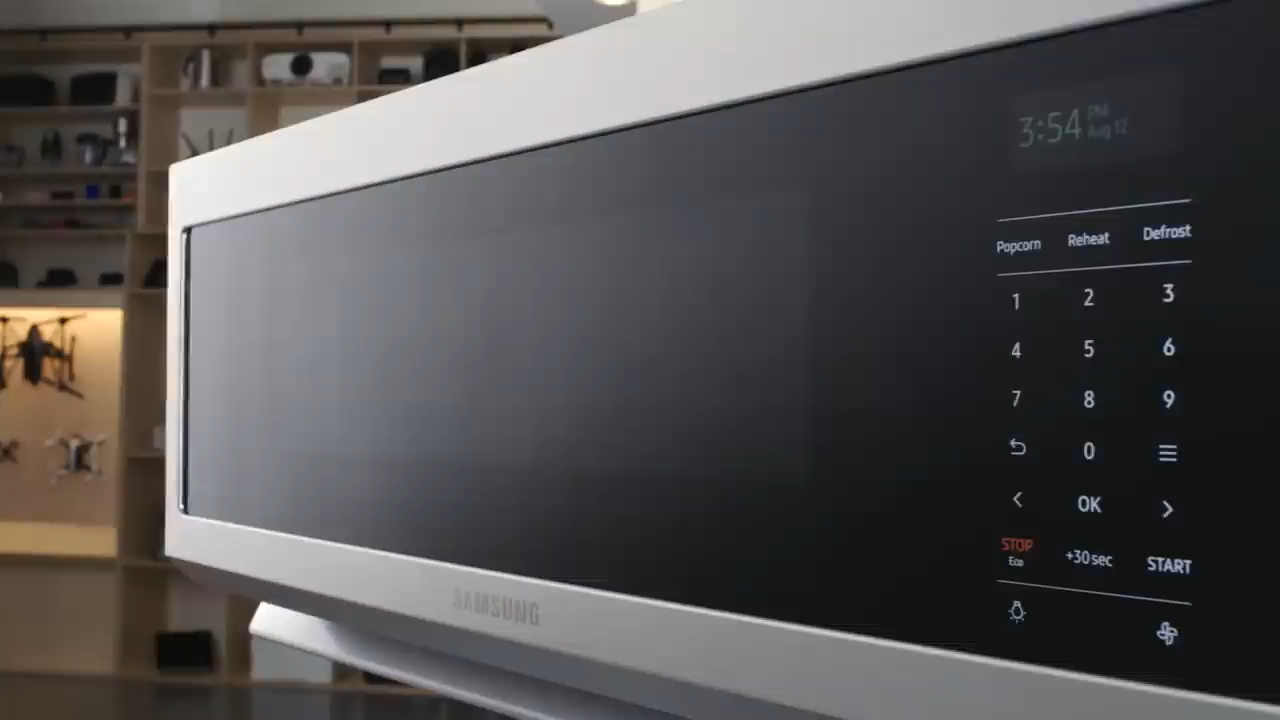 3:54 PM
Aug 12
Popcorn Reheat Defrost
1 2 3
4 5 6
7 8 9
0
OK
STOP +30sec START
Eco
SAMSUNG